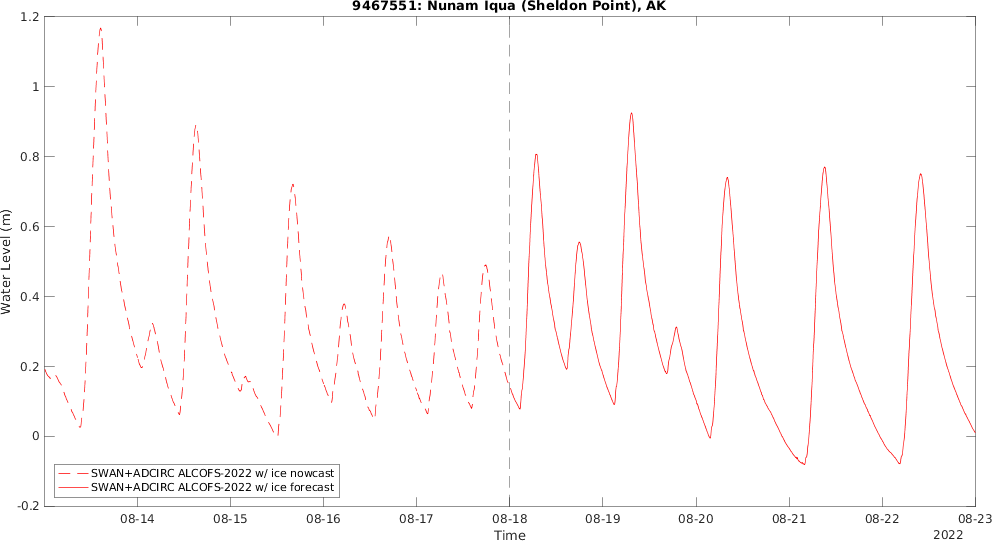 9467551: Nunam Iqua (Sheldon Point), AK
1.2
1
0.8
0.6
0.4
0.2
0
-0.2
Water Level (m)
SWAN+ADCIRC ALCOFS-2022 w/ ice nowcast
SWAN+ADCIRC ALCOFS-2022 w/ ice forecast
08-14 08-15 08-16 08-17 08-18 08-19 08-20 08-21 08-22 08-23
Time
2022